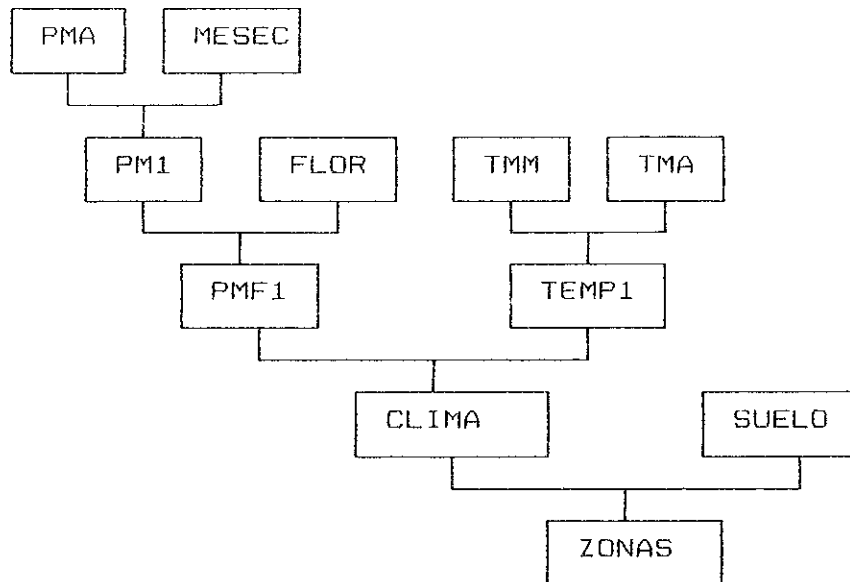 PMA MESEC
PM1 FLOR TMM TMA
PMF1 TEMP1
CLIMA SUELO
ZONAS